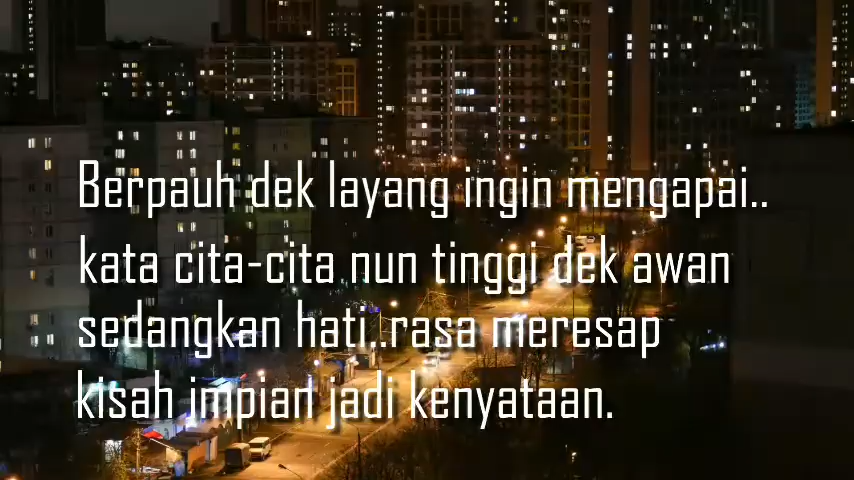 Berpauh dek layang ingin mengapai..
kata cita-cita nun tinggi dek awan
sedangkan hati..rasa meresap
kisah impian jadi kenyataan.